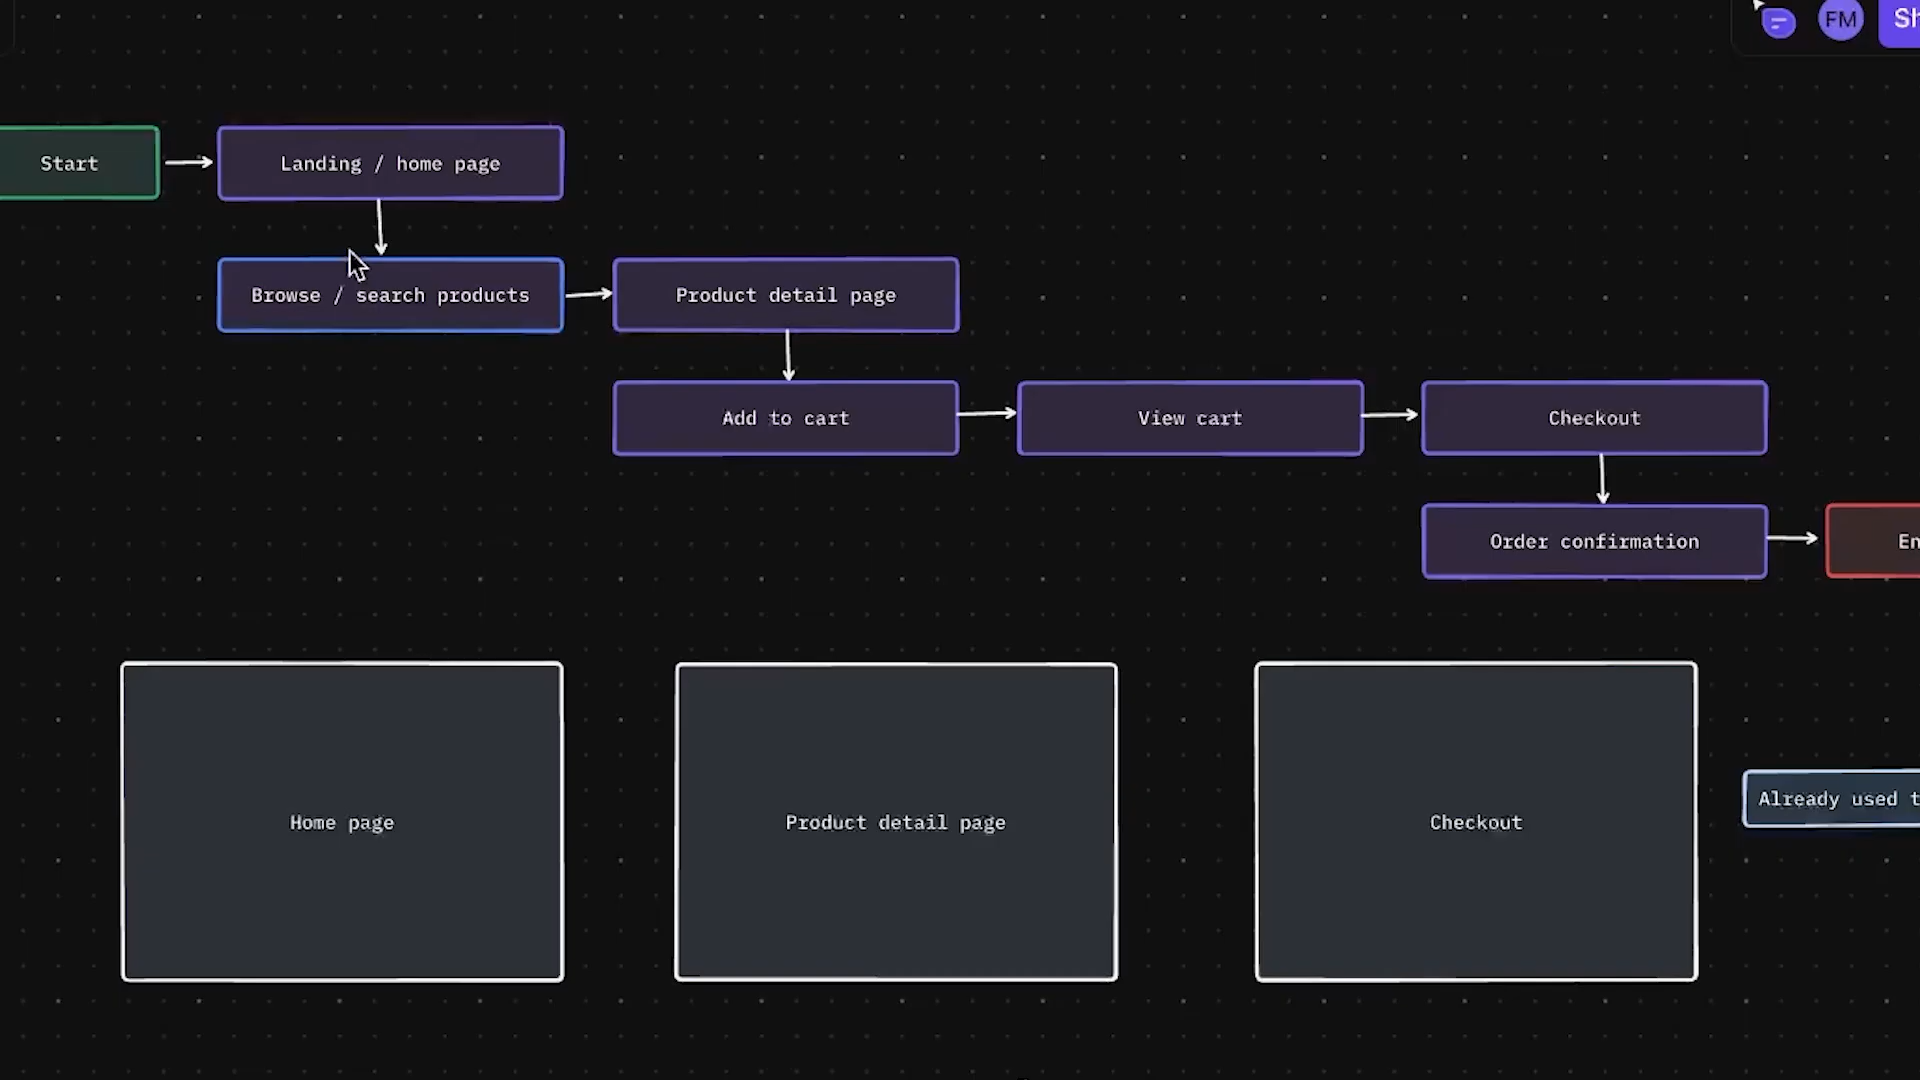 FM
Start
Landing / home page
Browse / search products
Product detail page
Add to cart
View cart
Checkout
Order confirmation
Home page
Product detail page
Checkout
Already used